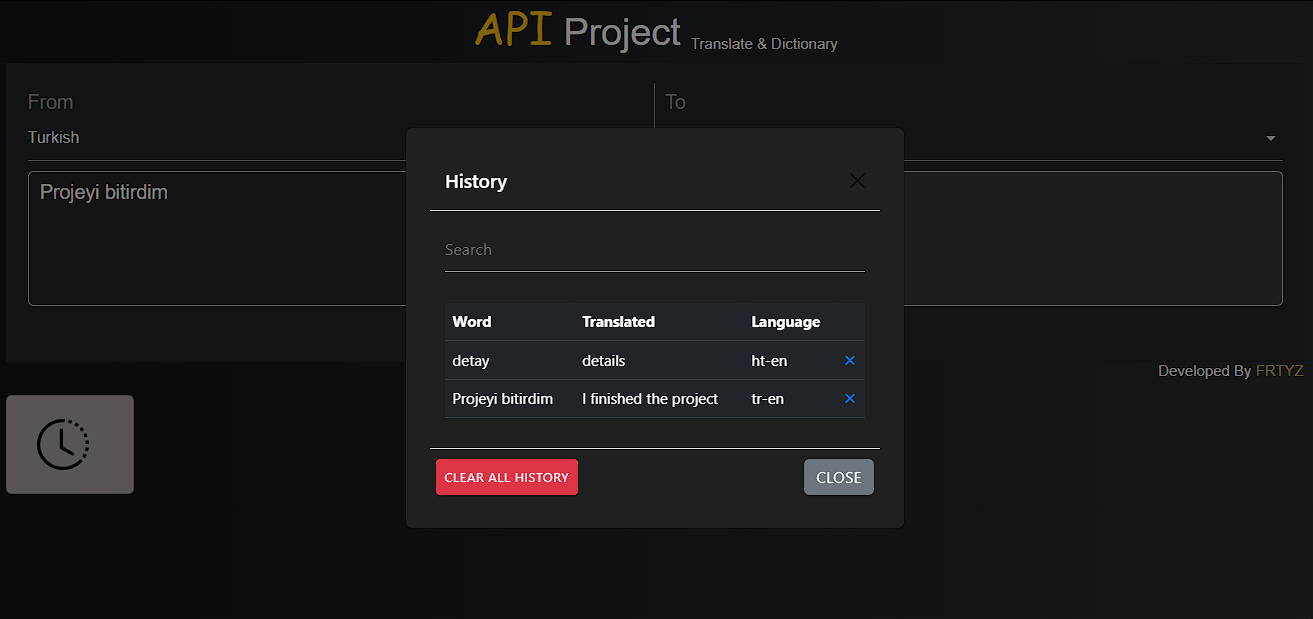 API Project Translate & Dictionary
From
To
Turkish
Projeyi bitirdim
History
Search
Word Translated Language
detay details ht-en
Projeyi bitirdim I finished the project tr-en
CLEAR ALL HISTORY
CLOSE
Developed By FRTYZ